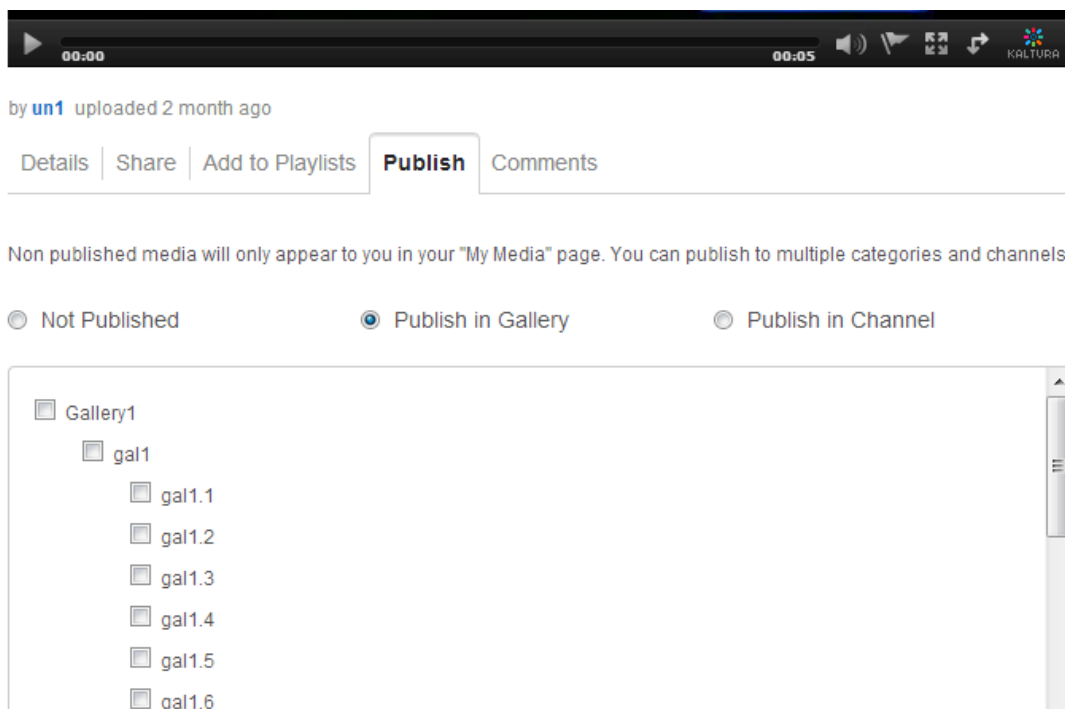 00:00 00:05 KALTURA
by un1 uploaded 2 month ago
Details Share Add to Playlists Publish Comments
Non published media will only appear to you in your "My Media" page. You can publish to multiple categories and channels
Not Published Publish in Gallery Publish in Channel
Gallery1
gal1
gal1.1
gal1.2
gal1.3
gal1.4
gal1.5
gal1.6